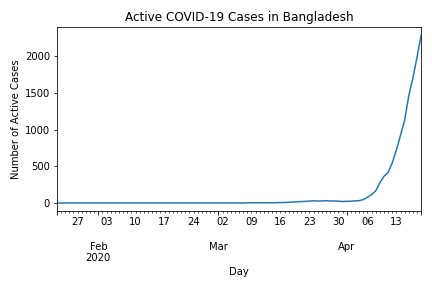 Active COVID-19 Cases in Bangladesh
Number of Active Cases
2000
1500
1000
500
0
27 03 10 17 24 02 09 16 23 30 06 13
Feb Mar Apr
2020
Day